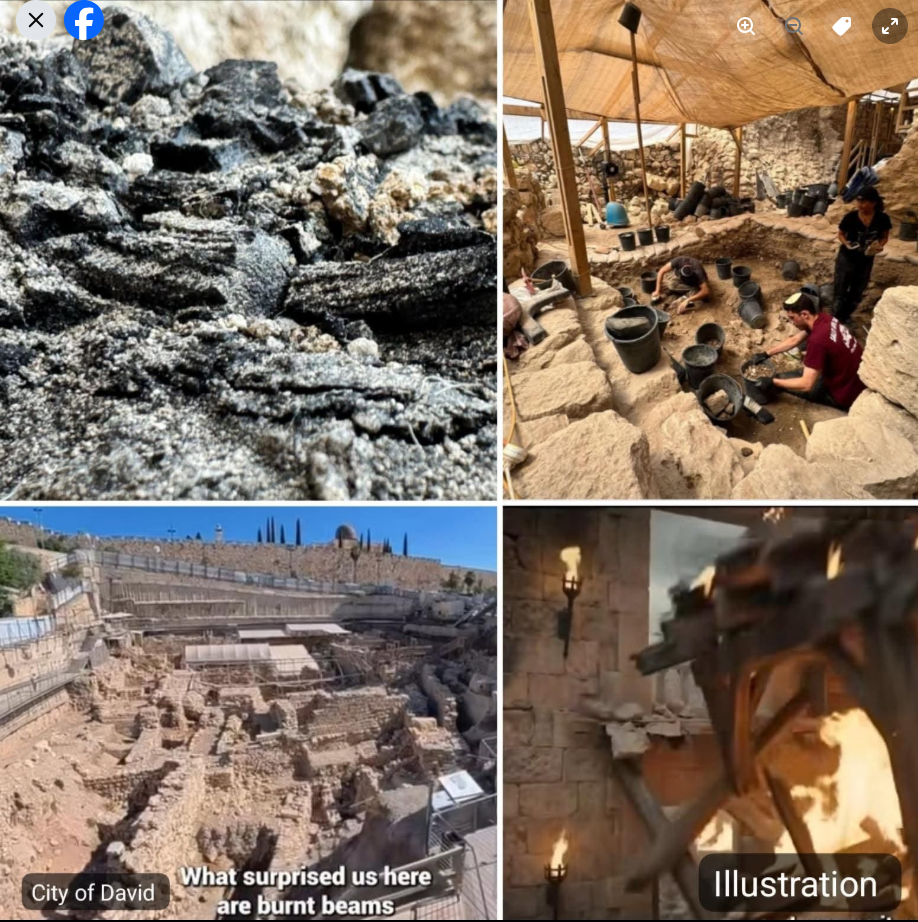 City of David
What surprised us here
are burnt beams
Illustration